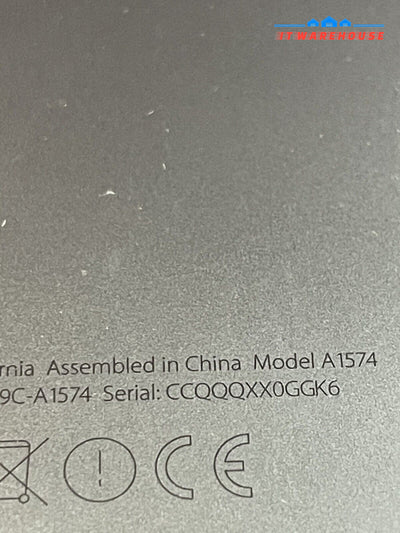 ITWAREHOUSE
rnia Assembled in China Model A1574
9C-A1574 Serial: CCQQQXX0GGK6